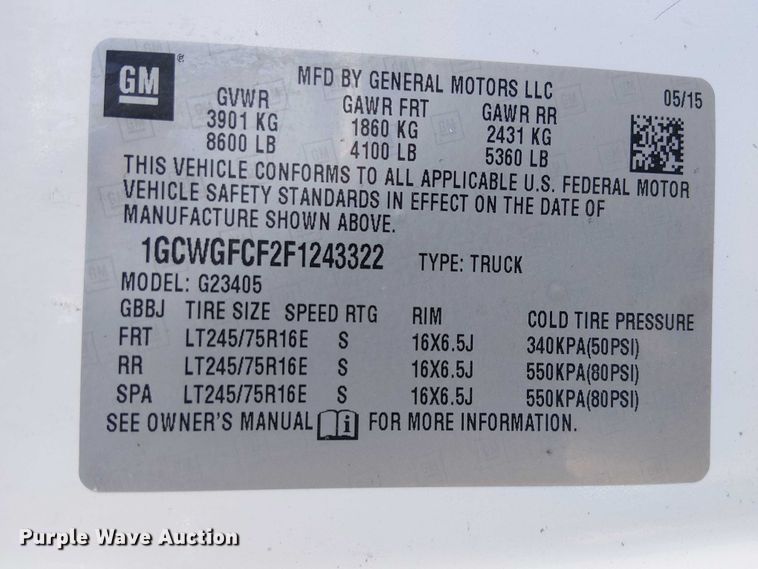 GM®
MFD BY GENERAL MOTORS LLC
05/15
GVWR GAWR FRT GAWR RR
3901 KG 1860 KG 2431 KG
8600 LB 4100 LB 5360 LB
THIS VEHICLE CONFORMS TO ALL APPLICABLE U.S. FEDERAL MOTOR
VEHICLE SAFETY STANDARDS IN EFFECT ON THE DATE OF
MANUFACTURE SHOWN ABOVE.
1GCWGFCF2F1243322 TYPE: TRUCK
MODEL: G23405
GBBJ TIRE SIZE SPEED RTG RIM COLD TIRE PRESSURE
FRT LT245/75R16E S 16X6.5J 340KPA(50PSI)
RR LT245/75R16E S 16X6.5J 550KPA(80PSI)
SPA LT245/75R16E S 16X6.5J 550KPA(80PSI)
SEE OWNER'S MANUAL i FOR MORE INFORMATION.
Purple Wave Auction